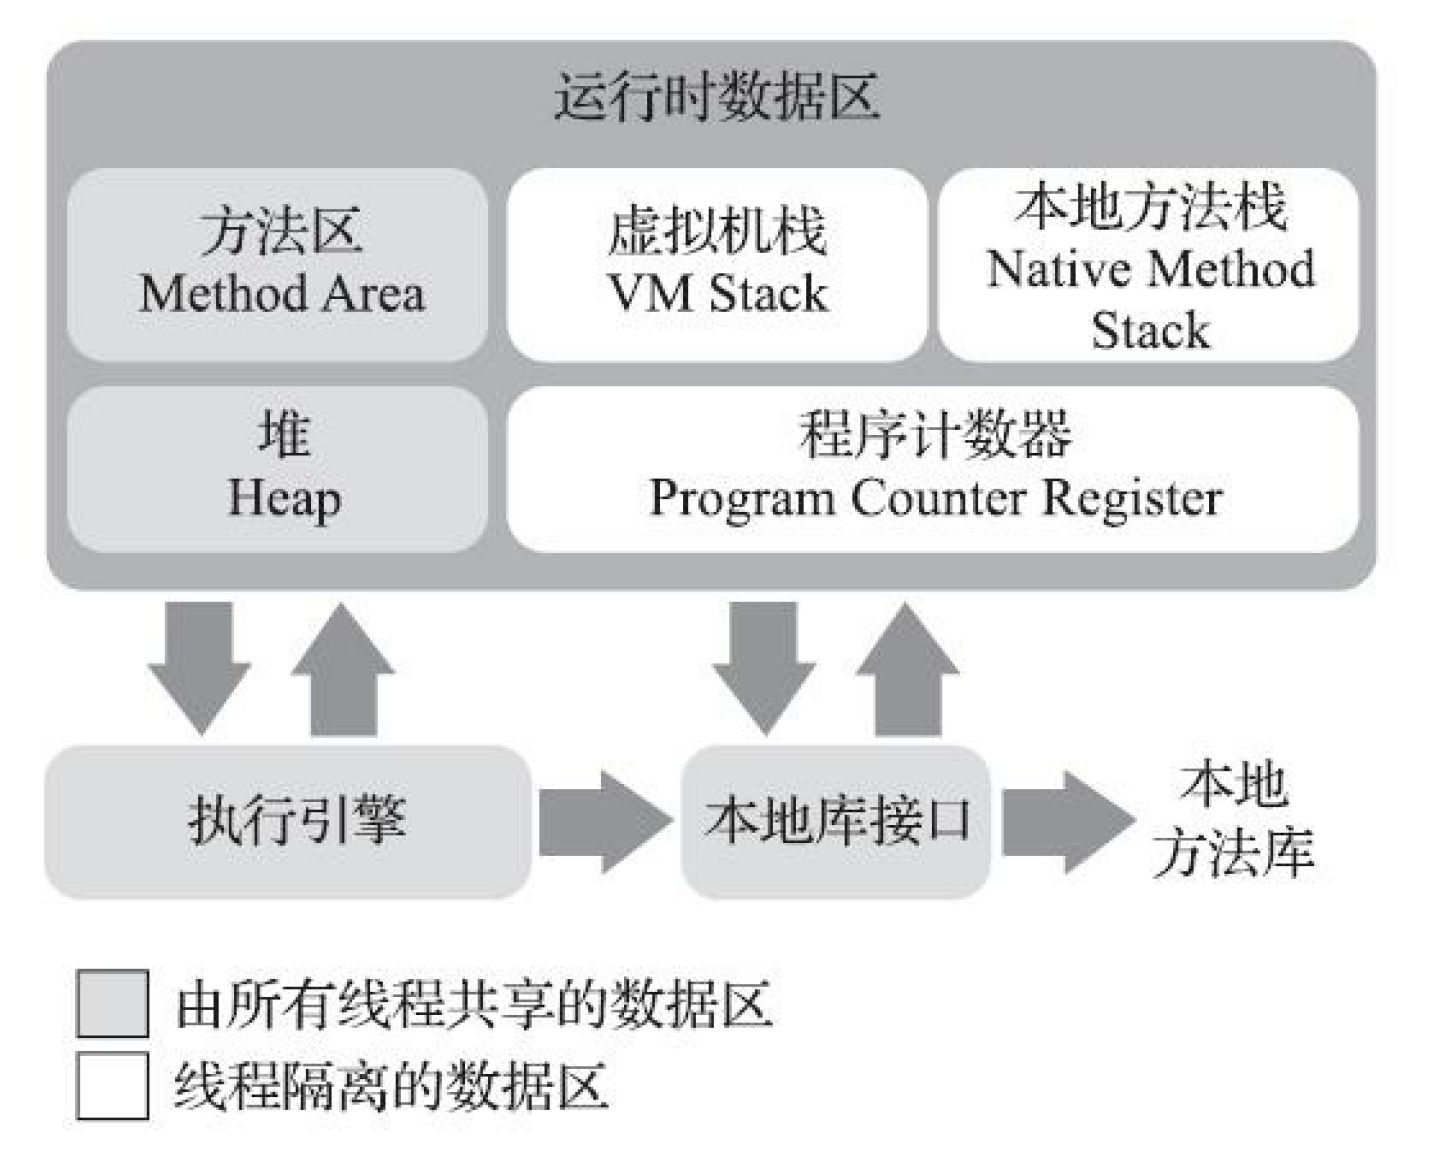 运行时数据区
方法区
Method Area
虚拟机栈
VM Stack
本地方法栈
Native Method
Stack
堆
Heap
程序计数器
Program Counter Register
执行引擎
本地库接口
本地
方法库
由所有线程共享的数据区
线程隔离的数据区